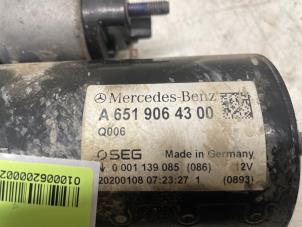 Mercedes-Benz
A 651 906 43 00
Q006
SEG Made in Germany
0 001 139 085 (086) 12V
20200108 07:23:27 1 (0893)
0100062000002